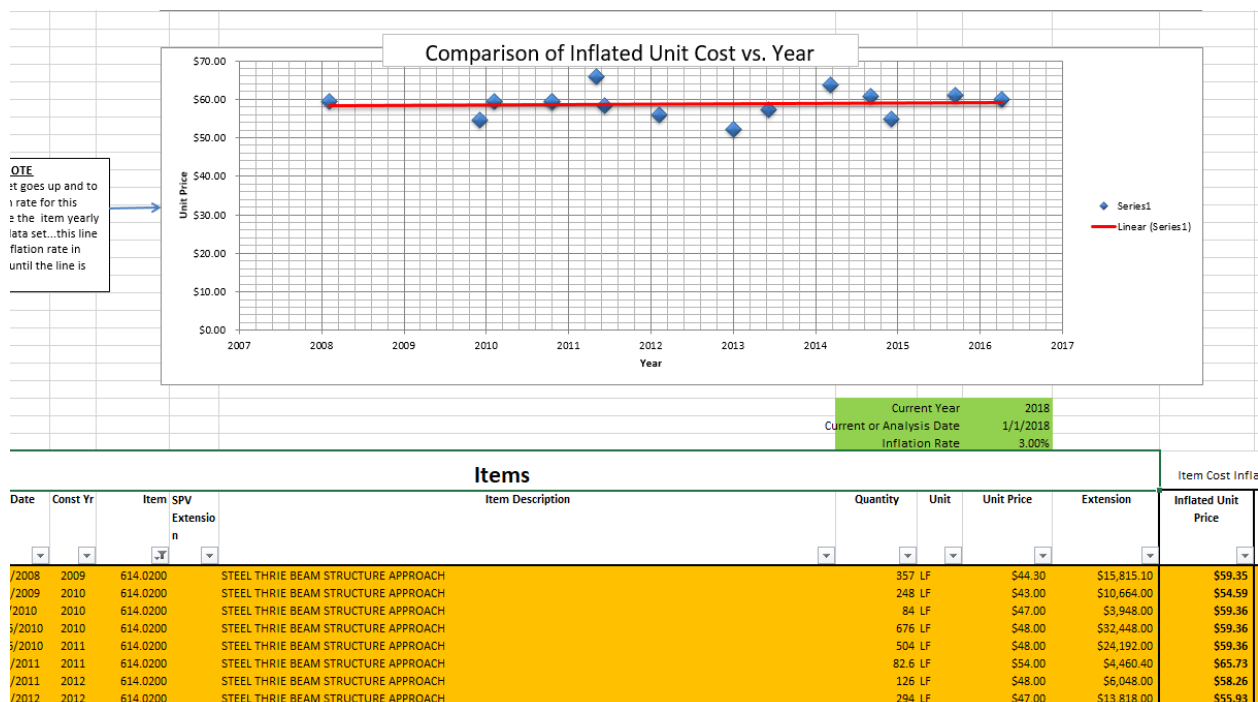 Comparison of Inflated Unit Cost vs. Year
$70.00
$60.00
$50.00
$40.00
$30.00
$20.00
$10.00
$0.00
Unit Price
2007 2008 2009 2010 2011 2012 2013 2014 2015 2016 2017
Year
Series1
Linear (Series1)
OTE
et goes up and to
n rate for this
e the item yearly
data set...this line
nflation rate in
until the line is
Current Year 2018
Current or Analysis Date 1/1/2018
Inflation Rate 3.00%
Items Item Cost Infla
Date Const Yr Item SPV Extension Item Description Quantity Unit Unit Price Extension Inflated Unit Price
/2008 2009 614.0200 STEEL THRIE BEAM STRUCTURE APPROACH 357 LF $44.30 $15,815.10 $59.35
/2009 2010 614.0200 STEEL THRIE BEAM STRUCTURE APPROACH 248 LF $43.00 $10,664.00 $54.59
/2010 2010 614.0200 STEEL THRIE BEAM STRUCTURE APPROACH 84 LF $47.00 $3,948.00 $59.36
/2010 2010 614.0200 STEEL THRIE BEAM STRUCTURE APPROACH 676 LF $48.00 $32,448.00 $59.36
/2010 2011 614.0200 STEEL THRIE BEAM STRUCTURE APPROACH 504 LF $48.00 $24,192.00 $59.36
/2011 2011 614.0200 STEEL THRIE BEAM STRUCTURE APPROACH 82.6 LF $54.00 $4,460.40 $65.73
/2011 2012 614.0200 STEEL THRIE BEAM STRUCTURE APPROACH 126 LF $48.00 $6,048.00 $58.26
/2012 2012 614.0200 STEEL THRIE BEAM STRUCTURE APPROACH 294 LF $47.00 $13,818.00 $55.93